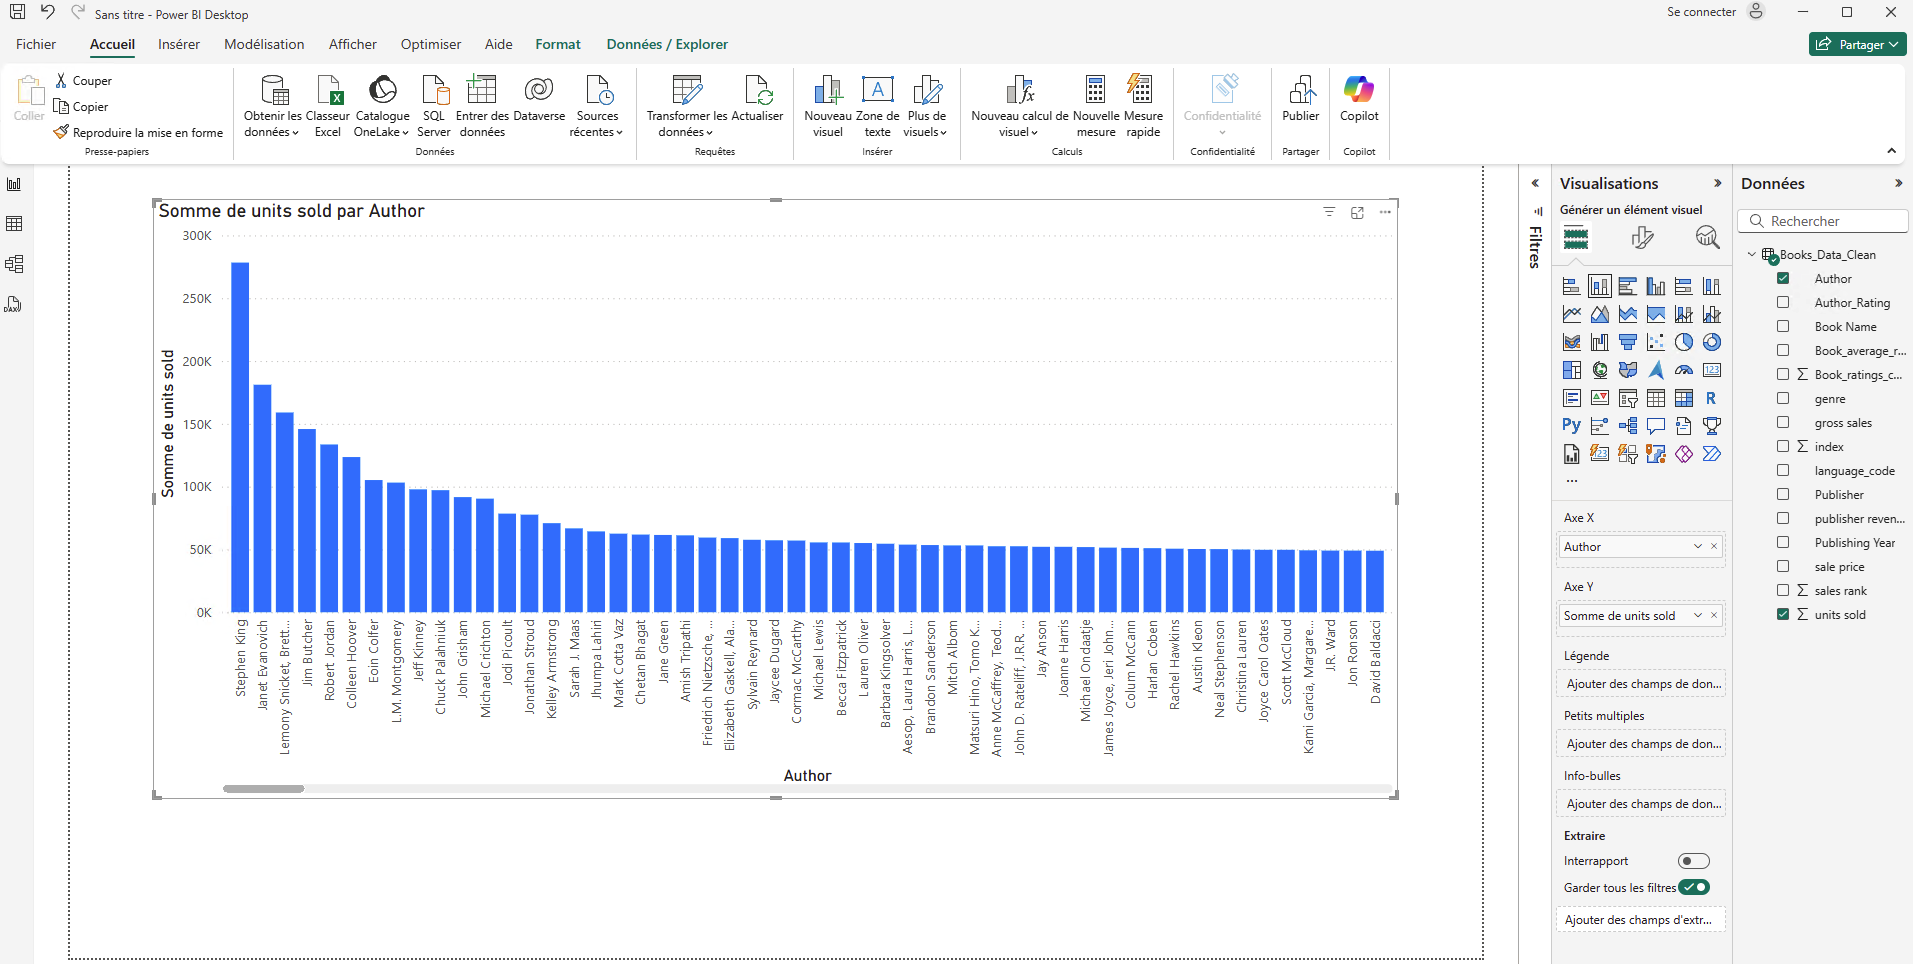 Sans titre - Power BI Desktop
Se connecter
Fichier
Accueil
Insérer
Modélisation
Afficher
Optimiser
Aide
Format
Données / Explorer
Partager
Coller
Couper
Copier
Reproduire la mise en forme
Presse-papiers
Obtenir les données
Classeur Excel
Catalogue OneLake
SQL Server
Entrer des données
Dataverse
Sources récentes
Données
Transformer les données
Actualiser
Requêtes
Nouveau visuel
Zone de texte
Plus de visuels
Insérer
Nouveau calcul de visuel
Nouvelle mesure
Mesure rapide
Calculs
Confidentialité
Confidentialité
Publier
Partager
Copilot
Copilot
DAX
Somme de units sold par Author
Somme de units sold
300K
250K
200K
150K
100K
50K
0K
Stephen King
Janet Evanovich
Lemony Snicket, Brett...
Jim Butcher
Robert Jordan
Colleen Hoover
Eoin Colfer
L.M. Montgomery
Jeff Kinney
Chuck Palahniuk
John Grisham
Michael Crichton
Jodi Picoult
Jonathan Stroud
Kelley Armstrong
Sarah J. Maas
Jhumpa Lahiri
Mark Cotta Vaz
Chetan Bhagat
Jane Green
Amish Tripathi
Friedrich Nietzsche, ...
Elizabeth Gaskell, Ala...
Sylvain Reynard
Jaycee Dugard
Cormac McCarthy
Michael Lewis
Becca Fitzpatrick
Lauren Oliver
Barbara Kingsolver
Aesop, Laura Harris, L...
Brandon Sanderson
Mitch Albom
Matsuri Hino, Tomo K...
Anne McCaffrey, Teod...
John D. Rateliff, J.R.R. ...
Jay Anson
Joanne Harris
Michael Ondaatje
James Joyce, Jeri John...
Colum McCann
Harlan Coben
Rachel Hawkins
Austin Kleon
Neal Stephenson
Christina Lauren
Joyce Carol Oates
Scott McCloud
Kami Garcia, Margare...
J.R. Ward
Jon Ronson
David Baldacci
Author
Filtres
Visualisations
Générer un élément visuel
123
R
Py
123
...
Axe X
Author
Axe Y
Somme de units sold
Légende
Ajouter des champs de don...
Petits multiples
Ajouter des champs de don...
Info-bulles
Ajouter des champs de don...
Extraire
Interrapport
Garder tous les filtres
Ajouter des champs d'extr...
Données
Rechercher
Books_Data_Clean
Author
Author_Rating
Book Name
Book_average_r...
Book_ratings_c...
genre
gross sales
index
language_code
Publisher
publisher reven...
Publishing Year
sale price
sales rank
units sold